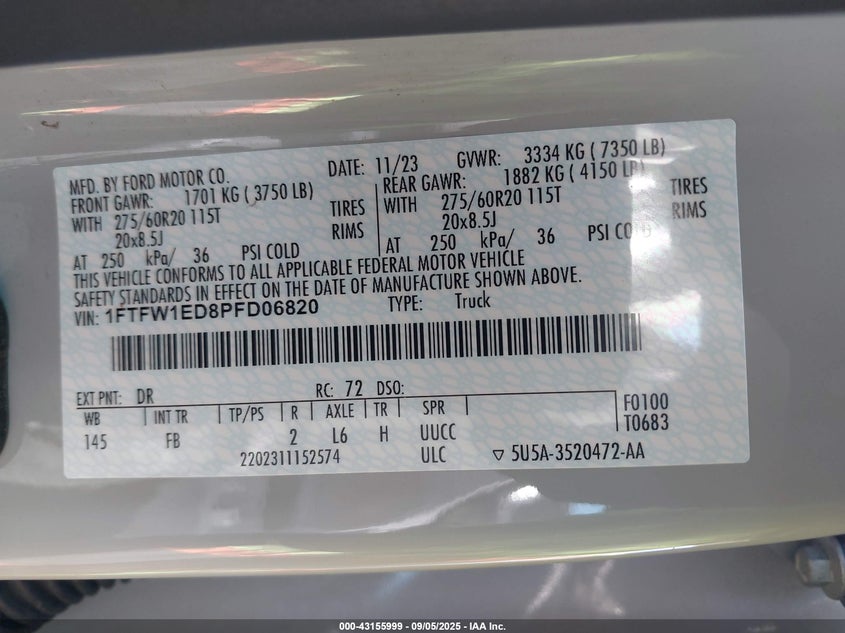 MFD. BY FORD MOTOR CO. DATE: 11/23 GVWR: 3334 KG ( 7350 LB)
FRONT GAWR: 1701 KG ( 3750 LB) REAR GAWR: 1882 KG ( 4150 LB)
WITH 275/60R20 115T TIRES WITH 275/60R20 115T TIRES
20x8.5J RIMS 20x8.5J RIMS
AT 250 kPa/ 36 PSI COLD AT 250 kPa/ 36 PSI COLD
THIS VEHICLE CONFORMS TO ALL APPLICABLE FEDERAL MOTOR VEHICLE
SAFETY STANDARDS IN EFFECT ON THE DATE OF MANUFACTURE SHOWN ABOVE.
VIN: 1FTFW1ED8PFD06820 TYPE: Truck
EXT PNT: DR RC: 72 DSO:
WB INT TR TP/PS R AXLE TR SPR F0100
145 FB 2 L6 H UUCC T0683
2202311152574 ULC ▽ 5U5A-3520472-AA
000-43155999 - 09/05/2025 - IAA Inc.